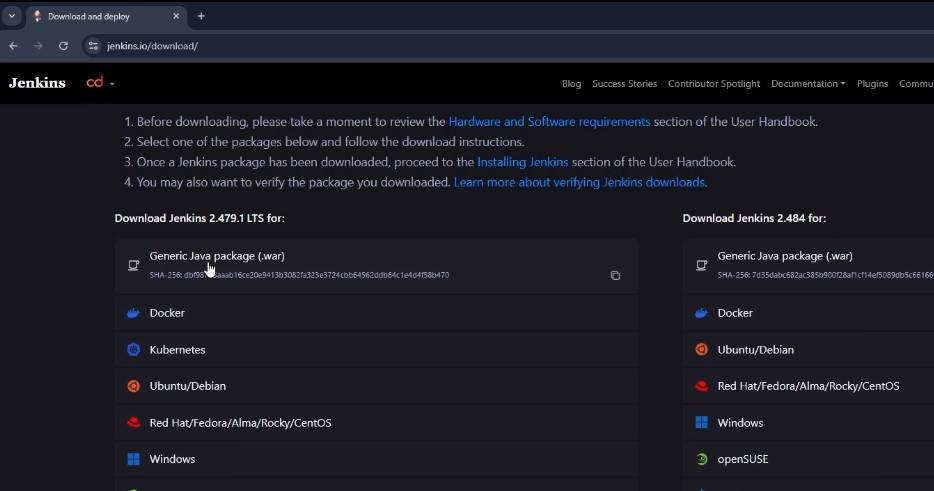 Download and deploy
jenkins.io/download/
Jenkins
cd
Blog Success Stories Contributor Spotlight Documentation Plugins
1. Before downloading, please take a moment to review the Hardware and Software requirements section of the User Handbook.
2. Select one of the packages below and follow the download instructions.
3. Once a Jenkins package has been downloaded, proceed to the Installing Jenkins section of the User Handbook.
4. You may also want to verify the package you downloaded. Learn more about verifying Jenkins downloads.
Download Jenkins 2.479.1 LTS for:
Generic Java package (.war)
SHA-256:
Docker
Kubernetes
Ubuntu/Debian
Red Hat/Fedora/Alma/Rocky/CentOS
Windows
Download Jenkins 2.484 for:
Generic Java package (.war)
SHA-256:
Docker
Ubuntu/Debian
Red Hat/Fedora/Alma/Rocky/CentOS
Windows
openSUSE